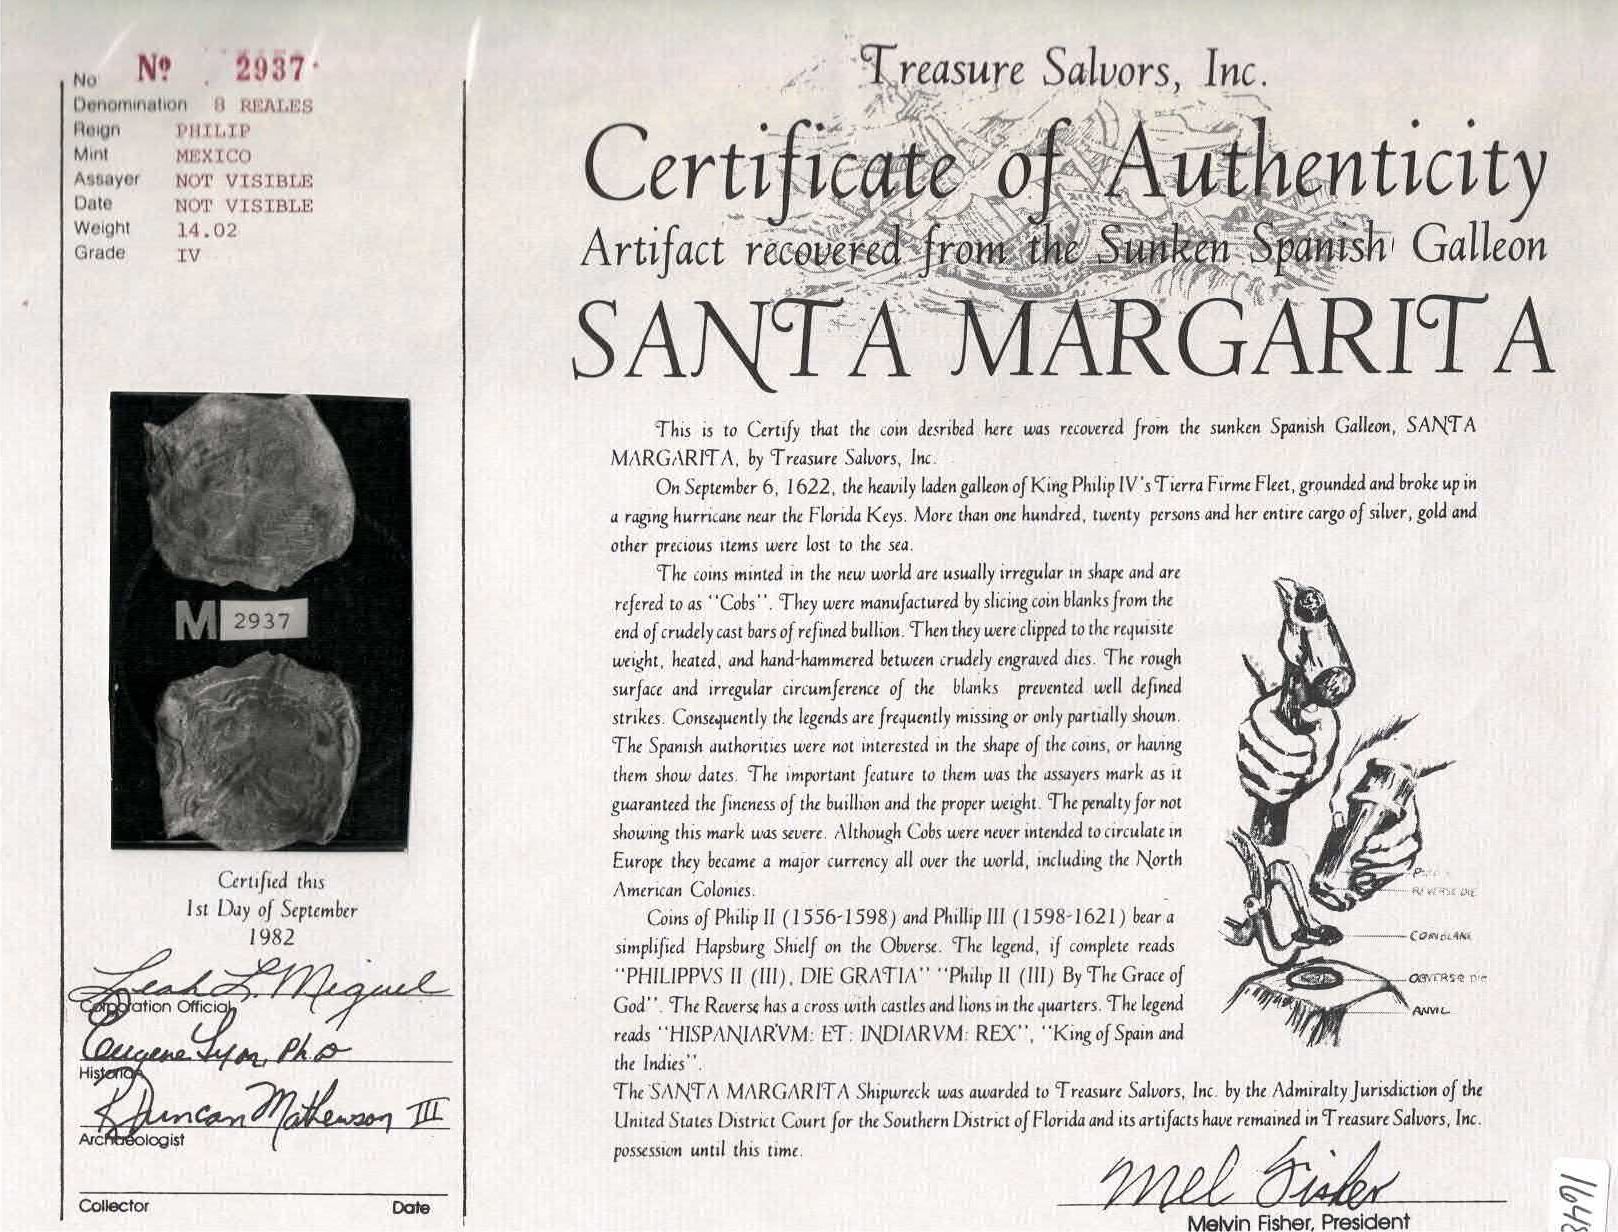 No Nº 2937
Denomination 8 REALES
Reign PHILIP
Mint MEXICO
Assayer NOT VISIBLE
Date NOT VISIBLE
Weight 14.02
Grade IV
M 2937
Certified this
1st Day of September
1982
Leah L. Miguel
Corporation Official
Eugene Lyon, Ph.D
Historian
R Duncan Mathewson III
Archaeologist
Collector Date
Treasure Salvors, Inc.
Certificate of Authenticity
Artifact recovered from the Sunken Spanish Galleon
SANTA MARGARITA
This is to Certify that the coin desribed here was recovered from the sunken Spanish Galleon, SANTA
MARGARITA, by Treasure Salvors, Inc.
On September 6, 1622, the heavily laden galleon of King Philip IV's Tierra Firme Fleet, grounded and broke up in
a raging hurricane near the Florida Keys. More than one hundred, twenty persons and her entire cargo of silver, gold and
other precious items were lost to the sea.
The coins minted in the new world are usually irregular in shape and are
refered to as "Cobs". They were manufactured by slicing coin blanks from the
end of crudely cast bars of refined bullion. Then they were clipped to the requisite
weight, heated, and hand-hammered between crudely engraved dies. The rough
surface and irregular circumference of the blanks prevented well defined
strikes. Consequently the legends are frequently missing or only partially shown.
The Spanish authorities were not interested in the shape of the coins, or having
them show dates. The important feature to them was the assayers mark as it
guaranteed the fineness of the buillion and the proper weight. The penalty for not
showing this mark was severe. Although Cobs were never intended to circulate in
Europe they became a major currency all over the world, including the North
American Colonies.
Coins of Philip II (1556-1598) and Phillip III (1598-1621) bear a
simplified Hapsburg Shielf on the Obverse. The legend, if complete reads
"PHILIPPVS II (III), DIE GRATIA" "Philip II (III) By The Grace of
God". The Reverse has a cross with castles and lions in the quarters. The legend
reads "HISPANIARVM: ET: INDIARVM: REX", "King of Spain and
the Indies".
The SANTA MARGARITA Shipwreck was awarded to Treasure Salvors, Inc. by the Admiralty Jurisdiction of the
United States District Court for the Southern District of Florida and its artifacts have remained in Treasure Salvors, Inc.
possession until this time.
REVERSE DIE
COIN BLANK
OBVERSE DIE
ANVIL
Mel Fisher
Melvin Fisher, President